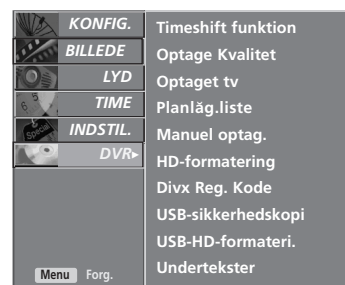 KONFIG.
BILLEDE
LYD
TIME
INDSTIL.
DVR
Timeshift funktion
Optage Kvalitet
Optaget tv
Planlăg.liste
Manuel optag.
HD-formatering
Divx Reg. Kode
USB-sikkerhedskopi
USB-HD-formateri.
Undertekster
Menu Forg.